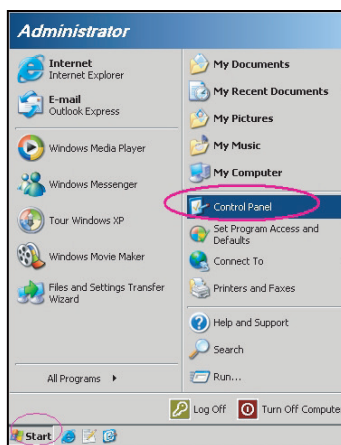 Administrator
Internet
Internet Explorer
E-mail
Outlook Express
Windows Media Player
Windows Messenger
Tour Windows XP
Windows Movie Maker
Files and Settings Transfer
Wizard
All Programs
My Documents
My Recent Documents
My Pictures
My Music
My Computer
Control Panel
Set Program Access and
Defaults
Connect To
Printers and Faxes
Help and Support
Search
Run...
Log Off
Turn Off Compute
Start